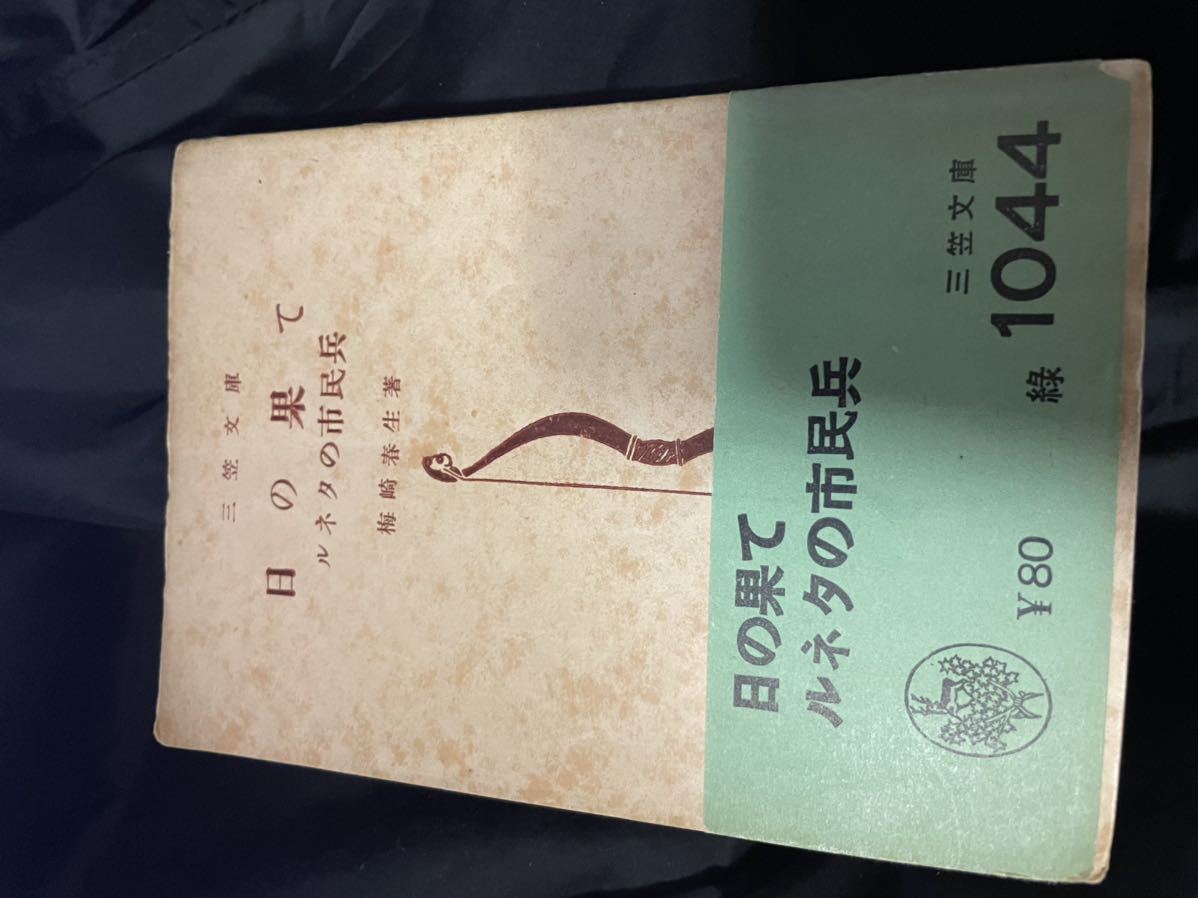 三笠文庫
日の果て
ルネタの市民兵
梅崎春生著
日の果て
ルネタの市民兵
三笠文庫
綠 1044
¥80